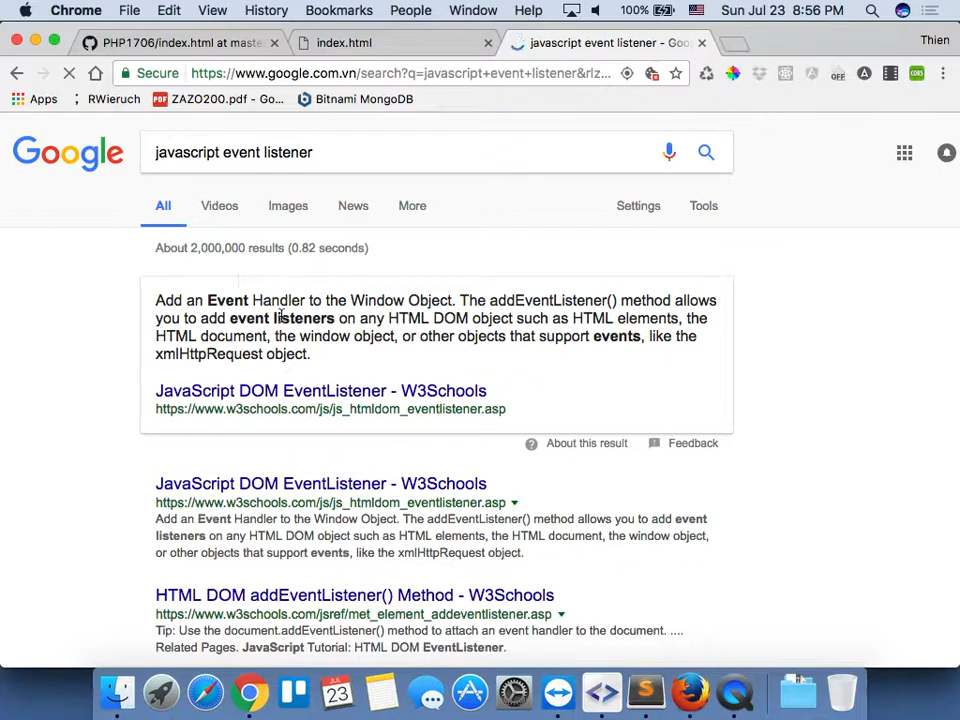 Chrome File Edit View History Bookmarks People Window Help 100% Sun Jul 23 8:56 PM
PHP1706/index.html at maste × index.html × javascript event listener - Goo × Thien
Secure https://www.google.com.vn/search?q=javascript+event+listener&rlz... OFF CORS
Apps RWieruch PDF ZAZO200.pdf - Go... Bitnami MongoDB
Google javascript event listener
All Videos Images News More Settings Tools
About 2,000,000 results (0.82 seconds)
Add an Event Handler to the Window Object. The addEventListener() method allows
you to add event listeners on any HTML DOM object such as HTML elements, the
HTML document, the window object, or other objects that support events, like the
xmlHttpRequest object.
JavaScript DOM EventListener - W3Schools
https://www.w3schools.com/js/js_htmldom_eventlistener.asp
About this result Feedback
JavaScript DOM EventListener - W3Schools
https://www.w3schools.com/js/js_htmldom_eventlistener.asp
Add an Event Handler to the Window Object. The addEventListener() method allows you to add event
listeners on any HTML DOM object such as HTML elements, the HTML document, the window object,
or other objects that support events, like the xmlHttpRequest object.
HTML DOM addEventListener() Method - W3Schools
https://www.w3schools.com/jsref/met_element_addeventlistener.asp
Tip: Use the document.addEventListener() method to attach an event handler to the document. ....
Related Pages. JavaScript Tutorial: HTML DOM EventListener.
JUL
23